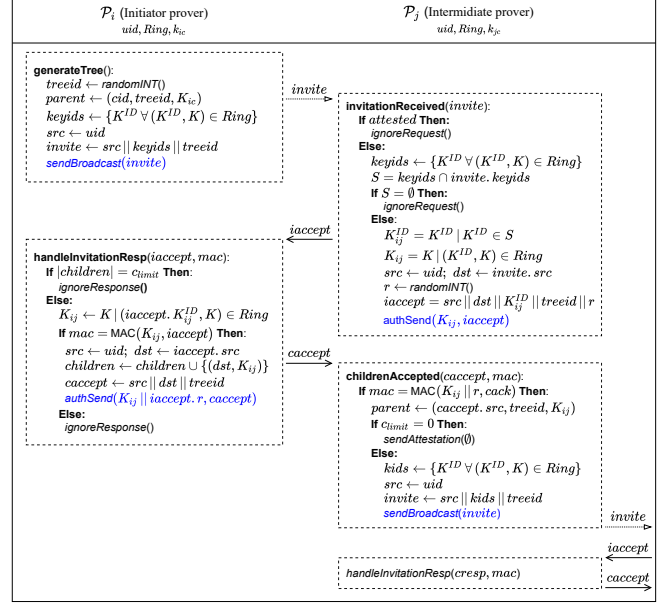 𝒫ᵢ (Initiator prover)
uid, Ring, k_ic
𝒫ⱼ (Intermidiate prover)
uid, Ring, k_jc
generateTree():
treeid ← randomINT()
parent ← (cid, treeid, K_ic)
keyids ← {K^ID ∀ (K^ID, K) ∈ Ring}
src ← uid
invite ← src || keyids || treeid
sendBroadcast(invite)
invite
invitationReceived(invite):
If attested Then:
ignoreRequest()
Else:
keyids ← {K^ID ∀ (K^ID, K) ∈ Ring}
S = keyids ∩ invite. keyids
If S = ∅ Then:
ignoreRequest()
Else:
K_ij^ID = K^ID | K^ID ∈ S
K_ij = K | (K^ID, K) ∈ Ring
src ← uid; dst ← invite. src
r ← randomINT()
iaccept = src || dst || K_ij^ID || treeid || r
authSend(K_ij, iaccept)
iaccept
handleInvitationResp(iaccept, mac):
If |children| = c_limit Then:
ignoreResponse()
Else:
K_ij ← K | (iaccept. K_ij^ID, K) ∈ Ring
If mac = MAC(K_ij, iaccept) Then:
src ← uid; dst ← iaccept. src
children ← children ∪ {(dst, K_ij)}
caccept ← src || dst || treeid
authSend(K_ij || iaccept. r, caccept)
Else:
ignoreResponse()
caccept
childrenAccepted(caccept, mac):
If mac = MAC(K_ij || r, cack) Then:
parent ← (caccept. src, treeid, K_ij)
If c_limit = 0 Then:
sendAttestation(∅)
Else:
kids ← {K^ID ∀ (K^ID, K) ∈ Ring}
src ← uid
invite ← src || kids || treeid
sendBroadcast(invite)
invite
iaccept
handleInvitationResp(cresp, mac)
caccept